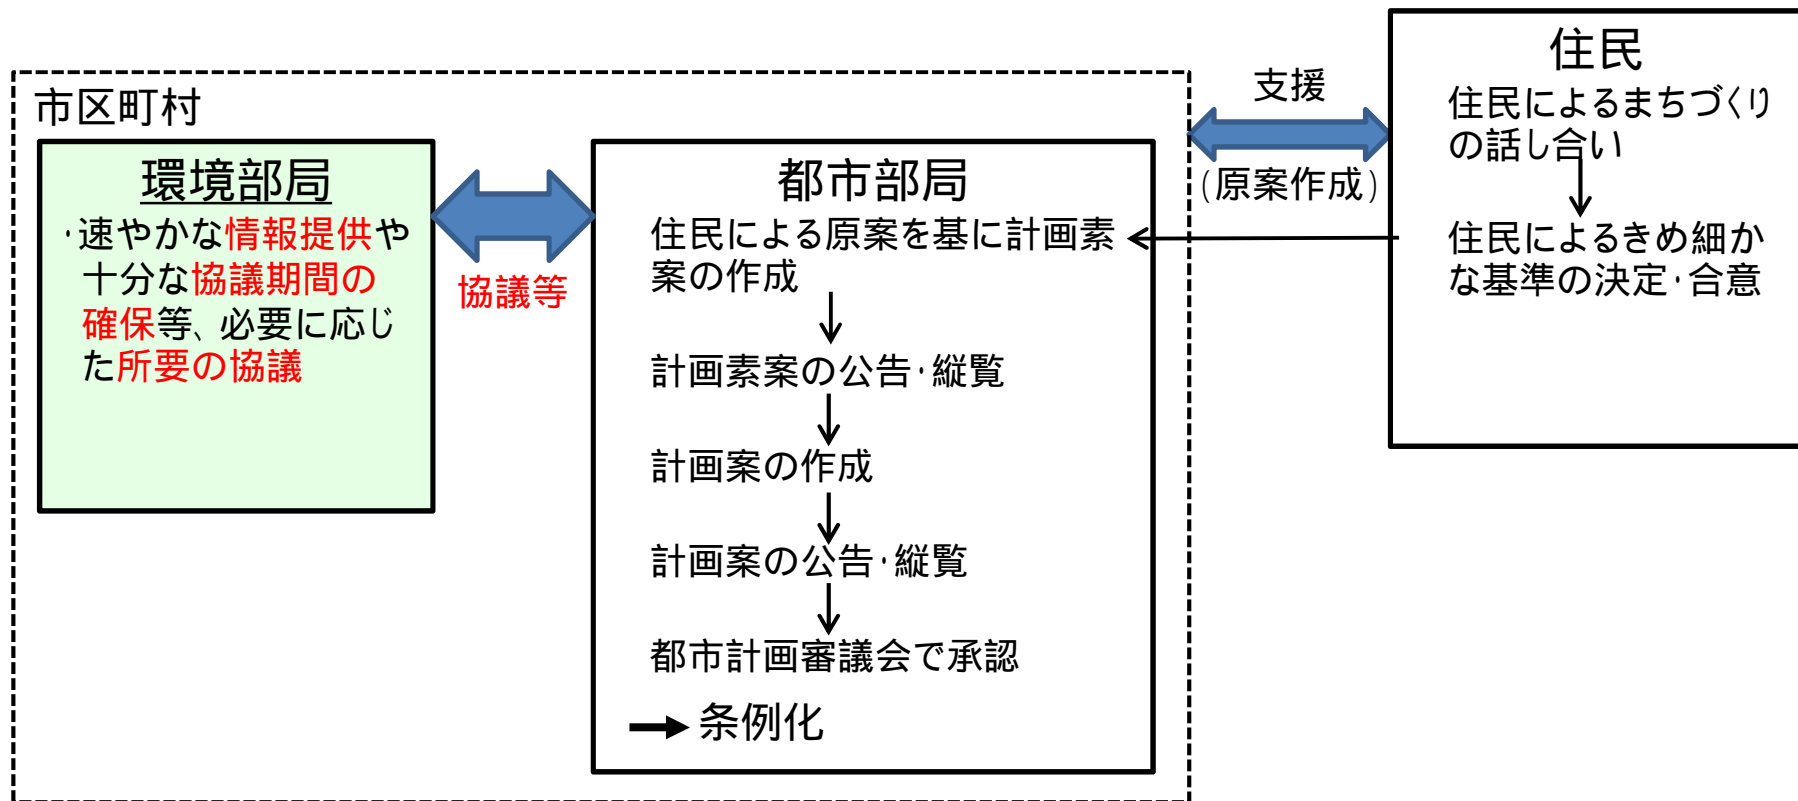 市区町村
環境部局
・速やかな情報提供や
十分な協議期間の
確保等、必要に応じ
た所要の協議
協議等
都市部局
住民による原案を基に計画素
案の作成
計画素案の公告・縦覧
計画案の作成
計画案の公告・縦覧
都市計画審議会で承認
条例化
支援
(原案作成)
住民
住民によるまちづくり
の話し合い
住民によるきめ細か
な基準の決定・合意